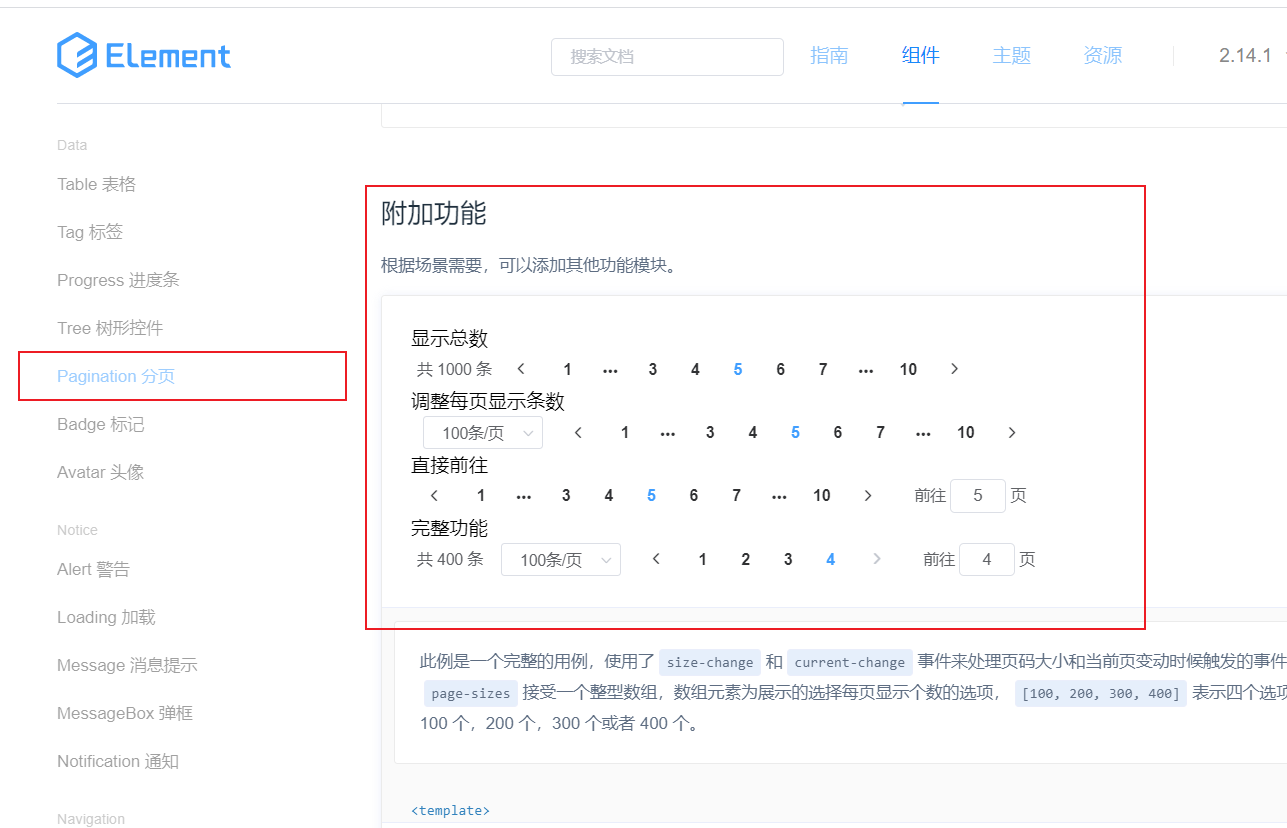 Element
搜索文档
指南
组件
主题
资源
2.14.1
Data
Table 表格
Tag 标签
Progress 进度条
Tree 树形控件
Pagination 分页
Badge 标记
Avatar 头像
Notice
Alert 警告
Loading 加载
Message 消息提示
MessageBox 弹框
Notification 通知
Navigation
附加功能
根据场景需要，可以添加其他功能模块。
显示总数
共 1000 条 < 1 ••• 3 4 5 6 7 ••• 10 >
调整每页显示条数
100条/页 < 1 ••• 3 4 5 6 7 ••• 10 >
直接前往
< 1 ••• 3 4 5 6 7 ••• 10 > 前往 5 页
完整功能
共 400 条 100条/页 < 1 2 3 4 > 前往 4 页
此例是一个完整的用例，使用了 size-change 和 current-change 事件来处理页码大小和当前页变动时候触发的事件
page-sizes 接受一个整型数组，数组元素为展示的选择每页显示个数的选项， [100, 200, 300, 400] 表示四个选项
100 个，200 个，300 个或者 400 个。
<template>